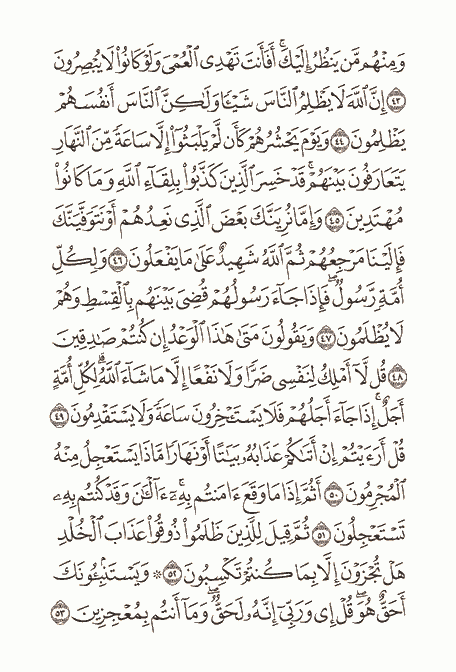 وَمِنْهُم مَّن يَنظُرُ إِلَيْكَ ۚ أَفَأَنتَ تَهْدِى ٱلْعُمْىَ وَلَوْ كَانُوا۟ لَا يُبْصِرُونَ
٤٣ إِنَّ ٱللَّهَ لَا يَظْلِمُ ٱلنَّاسَ شَيْـًٔا وَلَـٰكِنَّ ٱلنَّاسَ أَنفُسَهُمْ
يَظْلِمُونَ ٤٤ وَيَوْمَ يَحْشُرُهُمْ كَأَن لَّمْ يَلْبَثُوٓا۟ إِلَّا سَاعَةً مِّنَ ٱلنَّهَارِ
يَتَعَارَفُونَ بَيْنَهُمْ ۚ قَدْ خَسِرَ ٱلَّذِينَ كَذَّبُوا۟ بِلِقَآءِ ٱللَّهِ وَمَا كَانُوا۟
مُهْتَدِينَ ٤٥ وَإِمَّا نُرِيَنَّكَ بَعْضَ ٱلَّذِى نَعِدُهُمْ أَوْ نَتَوَفَّيَنَّكَ
فَإِلَيْنَا مَرْجِعُهُمْ ثُمَّ ٱللَّهُ شَهِيدٌ عَلَىٰ مَا يَفْعَلُونَ ٤٦ وَلِكُلِّ
أُمَّةٍ رَّسُولٌ ۖ فَإِذَا جَآءَ رَسُولُهُمْ قُضِىَ بَيْنَهُم بِٱلْقِسْطِ وَهُمْ
لَا يُظْلَمُونَ ٤٧ وَيَقُولُونَ مَتَىٰ هَـٰذَا ٱلْوَعْدُ إِن كُنتُمْ صَـٰدِقِينَ
٤٨ قُل لَّآ أَمْلِكُ لِنَفْسِى ضَرًّا وَلَا نَفْعًا إِلَّا مَا شَآءَ ٱللَّهُ ۗ لِكُلِّ أُمَّةٍ
أَجَلٌ ۚ إِذَا جَآءَ أَجَلُهُمْ فَلَا يَسْتَـْٔخِرُونَ سَاعَةً وَلَا يَسْتَقْدِمُونَ ٤٩
قُلْ أَرَءَيْتُمْ إِنْ أَتَىٰكُمْ عَذَابُهُۥ بَيَـٰتًا أَوْ نَهَارًا مَّاذَا يَسْتَعْجِلُ مِنْهُ
ٱلْمُجْرِمُونَ ٥٠ أَثُمَّ إِذَا مَا وَقَعَ ءَامَنتُم بِهِۦٓ ۚ ءَآلْـَٔـٰنَ وَقَدْ كُنتُم بِهِۦ
تَسْتَعْجِلُونَ ٥١ ثُمَّ قِيلَ لِلَّذِينَ ظَلَمُوا۟ ذُوقُوا۟ عَذَابَ ٱلْخُلْدِ
هَلْ تُجْزَوْنَ إِلَّا بِمَا كُنتُمْ تَكْسِبُونَ ٥٢ ۞ وَيَسْتَنۢبِـُٔونَكَ
أَحَقٌّ هُوَ ۖ قُلْ إِى وَرَبِّىٓ إِنَّهُۥ لَحَقٌّ ۖ وَمَآ أَنتُم بِمُعْجِزِينَ ٥٣